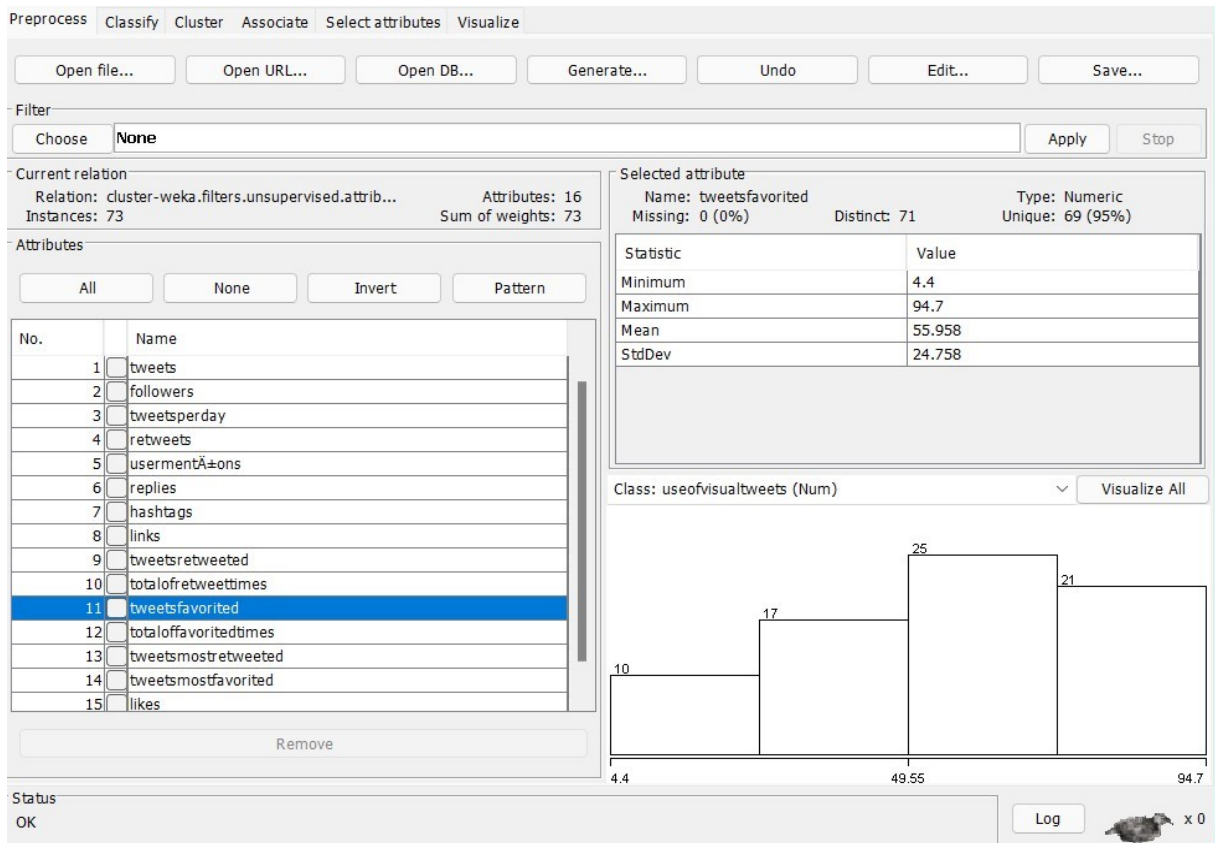 Preprocess Classify Cluster Associate Select attributes Visualize
Open file... Open URL... Open DB... Generate... Undo Edit... Save...
Filter
Choose None Apply Stop
Current relation
Relation: cluster-weka.filters.unsupervised.attrib... Attributes: 16
Instances: 73 Sum of weights: 73
Selected attribute
Name: tweetsfavorited Type: Numeric
Missing: 0 (0%) Distinct: 71 Unique: 69 (95%)
Attributes
All None Invert Pattern
No. Name
1 tweets
2 followers
3 tweetsperday
4 retweets
5 usermentÄ±ons
6 replies
7 hashtags
8 links
9 tweetsretweeted
10 totalofretweettimes
11 tweetsfavorited
12 totaloffavoritedtimes
13 tweetsmostretweeted
14 tweetsmostfavorited
15 likes
Remove
Statistic Value
Minimum 4.4
Maximum 94.7
Mean 55.958
StdDev 24.758
Class: useofvisualtweets (Num) Visualize All
10 17 25 21
4.4 49.55 94.7
Status
OK
Log x 0